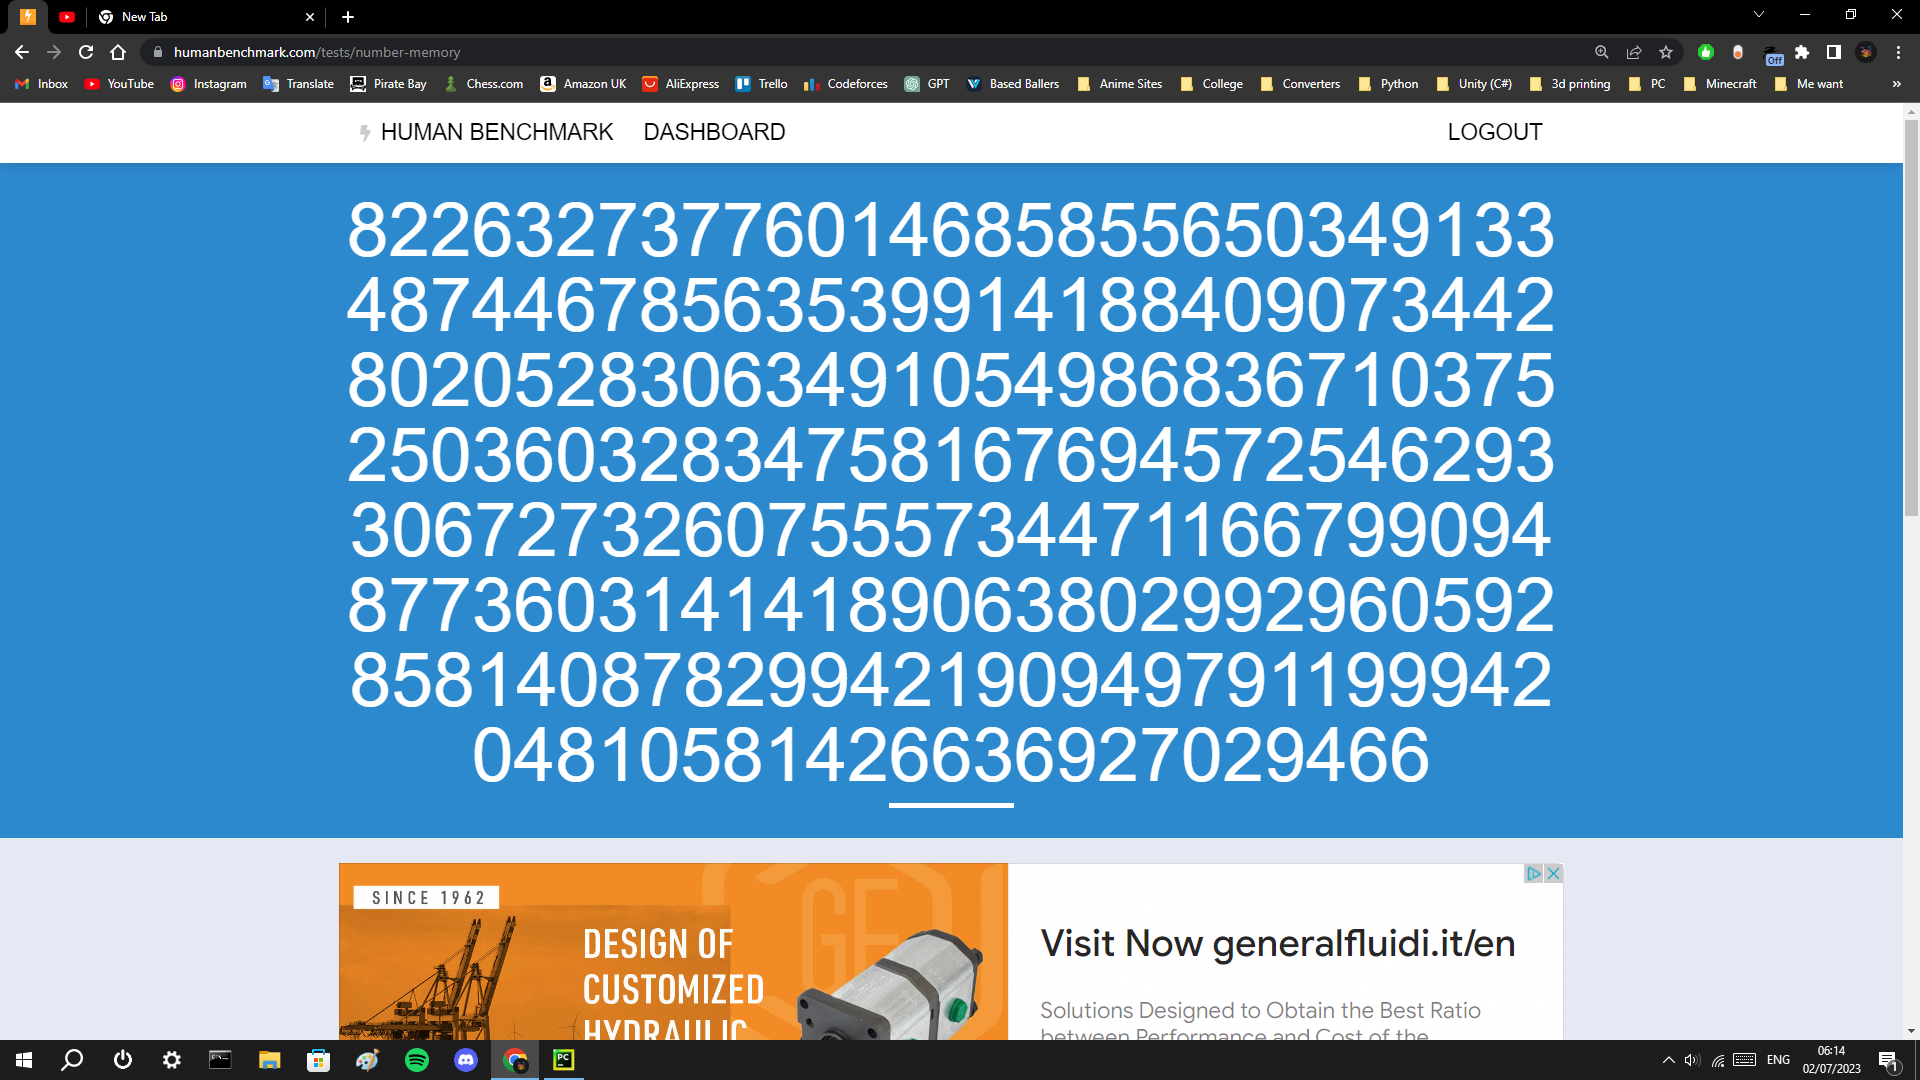 New Tab
humanbenchmark.com/tests/number-memory
Off
Inbox YouTube Instagram Translate Pirate Bay Chess.com Amazon UK AliExpress Trello Codeforces GPT Based Ballers Anime Sites College Converters Python Unity (C#) 3d printing PC Minecraft Me want »
HUMAN BENCHMARK DASHBOARD LOGOUT
82263273776014685855650349133
48744678563539914188409073442
80205283063491054986836710375
25036032834758167694572546293
30672732607555734471166799094
87736031414189063802992960592
85814087829942190949791199942
04810581426636927029466
SINCE 1962
GF
DESIGN OF
CUSTOMIZED
HYDRAULIC
Visit Now generalfluidi.it/en
Solutions Designed to Obtain the Best Ratio
between Performance and Cost of the
PC
ENG
06:14
02/07/2023
1